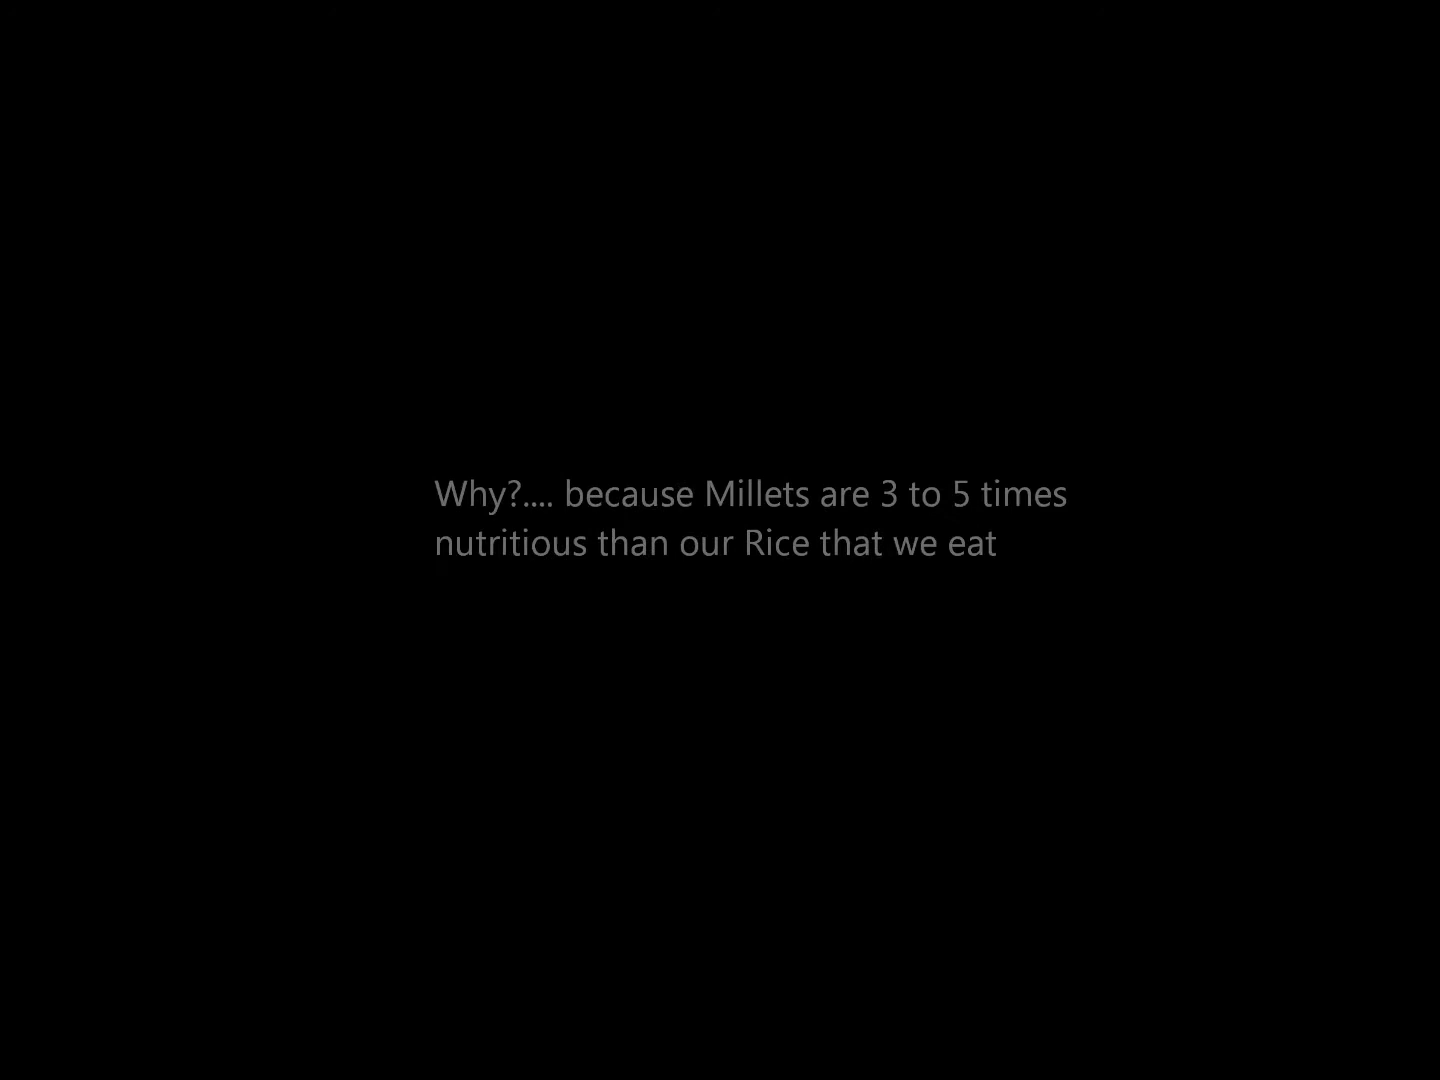 Why?.... because Millets are 3 to 5 times
nutritious than our Rice that we eat